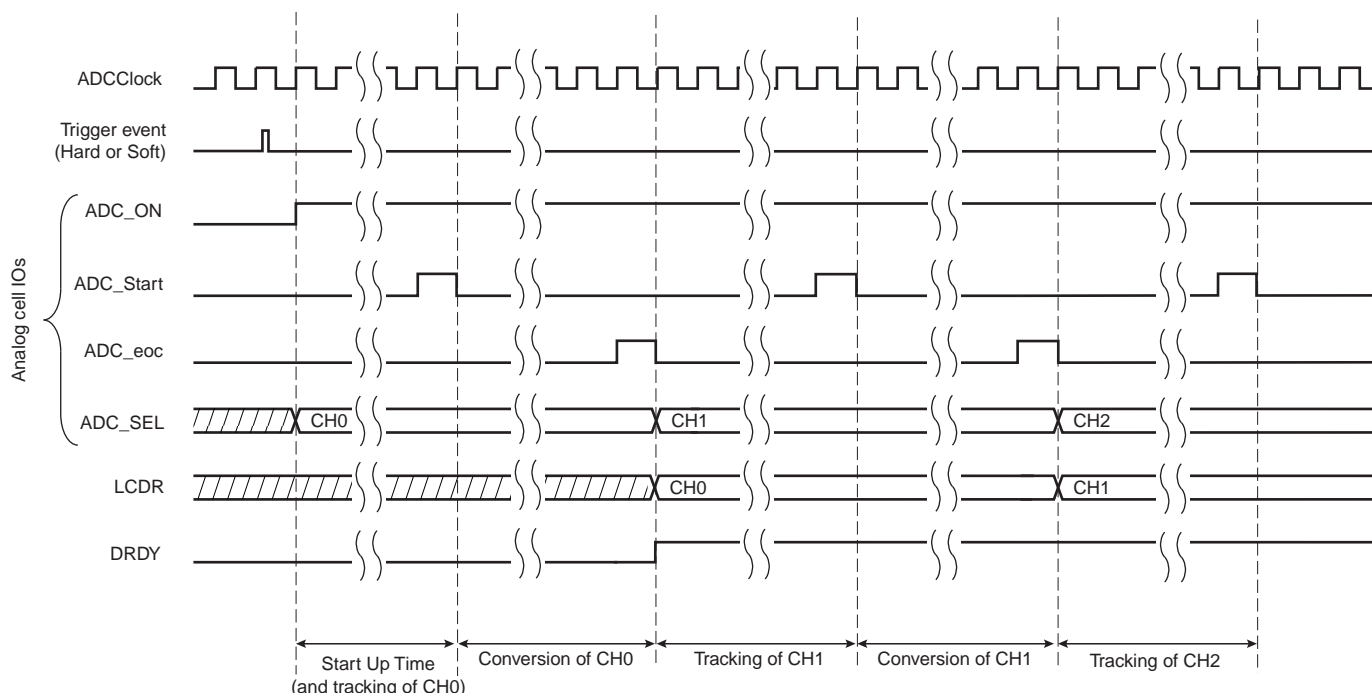 ADCClock
Trigger event
(Hard or Soft)
ADC_ON
ADC_Start
Analog cell IOs
ADC_eoc
ADC_SEL
CH0
CH1
CH2
LCDR
CH0
CH1
DRDY
Start Up Time
(and tracking of CH0)
Conversion of CH0
Tracking of CH1
Conversion of CH1
Tracking of CH2